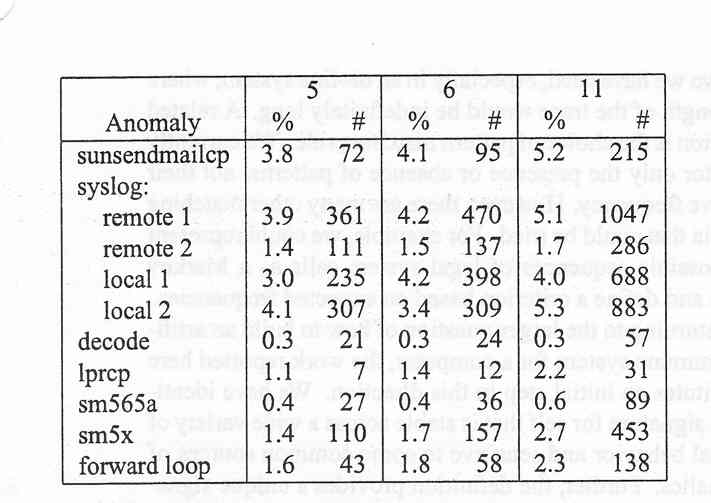 5 6 11
Anomaly % # % # % #
sunsendmailcp 3.8 72 4.1 95 5.2 215
syslog:
remote 1 3.9 361 4.2 470 5.1 1047
remote 2 1.4 111 1.5 137 1.7 286
local 1 3.0 235 4.2 398 4.0 688
local 2 4.1 307 3.4 309 5.3 883
decode 0.3 21 0.3 24 0.3 57
lprcp 1.1 7 1.4 12 2.4 31
sm565a 0.4 27 0.4 36 0.6 89
sm5x 1.4 110 1.7 157 2.7 453
forward loop 1.6 43 1.8 58 2.3 138